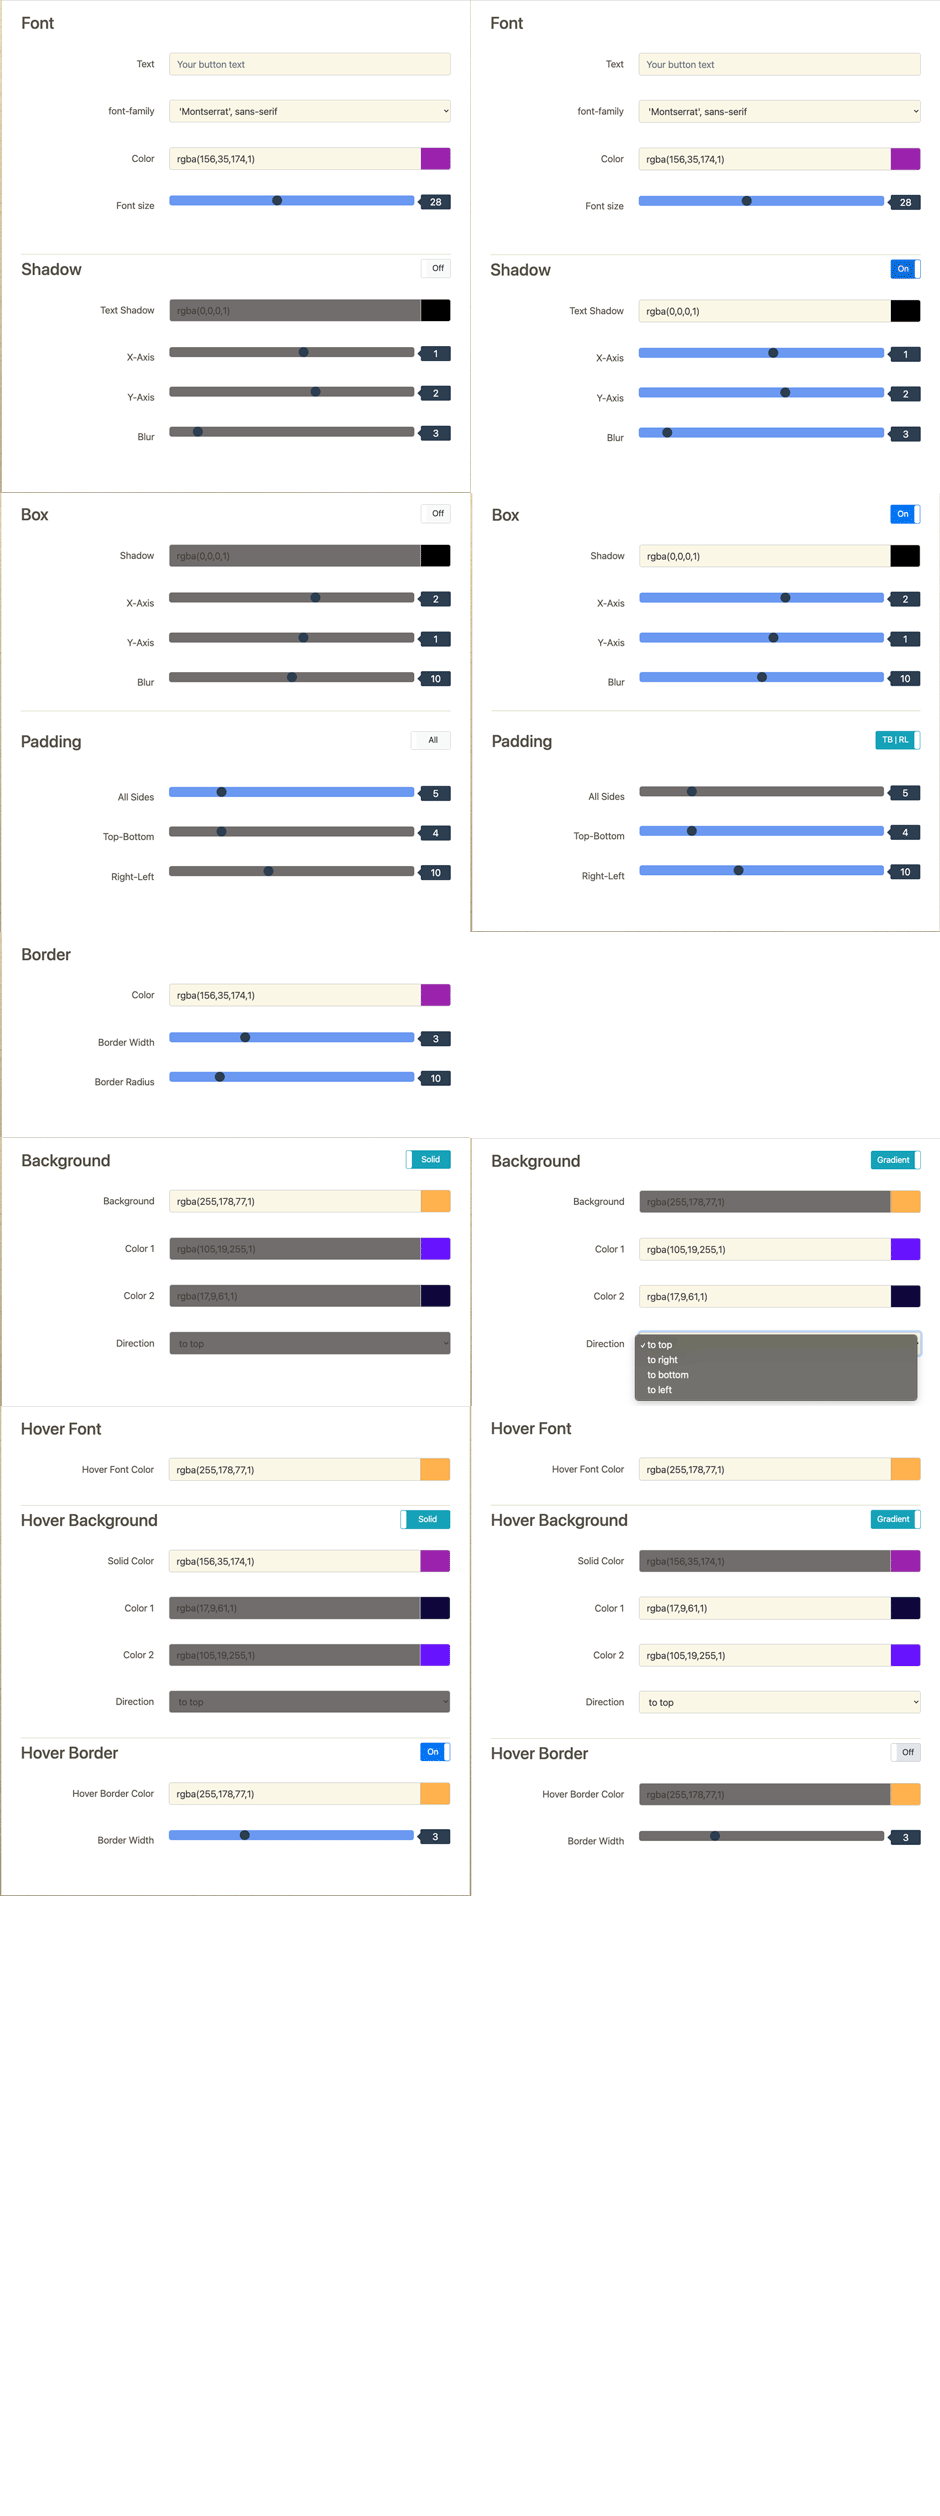 Font
Text Your button text
font-family 'Montserrat', sans-serif
Color rgba(156,35,174,1)
Font size 28
Shadow Off
Text Shadow rgba(0,0,0,1)
X-Axis 1
Y-Axis 2
Blur 3
Font
Text Your button text
font-family 'Montserrat', sans-serif
Color rgba(156,35,174,1)
Font size 28
Shadow On
Text Shadow rgba(0,0,0,1)
X-Axis 1
Y-Axis 2
Blur 3
Box Off
Shadow rgba(0,0,0,1)
X-Axis 2
Y-Axis 1
Blur 10
Padding All
All Sides 5
Top-Bottom 4
Right-Left 10
Box On
Shadow rgba(0,0,0,1)
X-Axis 2
Y-Axis 1
Blur 10
Padding TB | RL
All Sides 5
Top-Bottom 4
Right-Left 10
Border
Color rgba(156,35,174,1)
Border Width 3
Border Radius 10
Background Solid
Background rgba(255,178,77,1)
Color 1 rgba(105,19,255,1)
Color 2 rgba(17,9,61,1)
Direction to top
Background Gradient
Background rgba(255,178,77,1)
Color 1 rgba(105,19,255,1)
Color 2 rgba(17,9,61,1)
Direction ✓ to top
to right
to bottom
to left
Hover Font
Hover Font Color rgba(255,178,77,1)
Hover Background Solid
Solid Color rgba(156,35,174,1)
Color 1 rgba(17,9,61,1)
Color 2 rgba(105,19,255,1)
Direction to top
Hover Border On
Hover Border Color rgba(255,178,77,1)
Border Width 3
Hover Font
Hover Font Color rgba(255,178,77,1)
Hover Background Gradient
Solid Color rgba(156,35,174,1)
Color 1 rgba(17,9,61,1)
Color 2 rgba(105,19,255,1)
Direction to top
Hover Border Off
Hover Border Color rgba(255,178,77,1)
Border Width 3